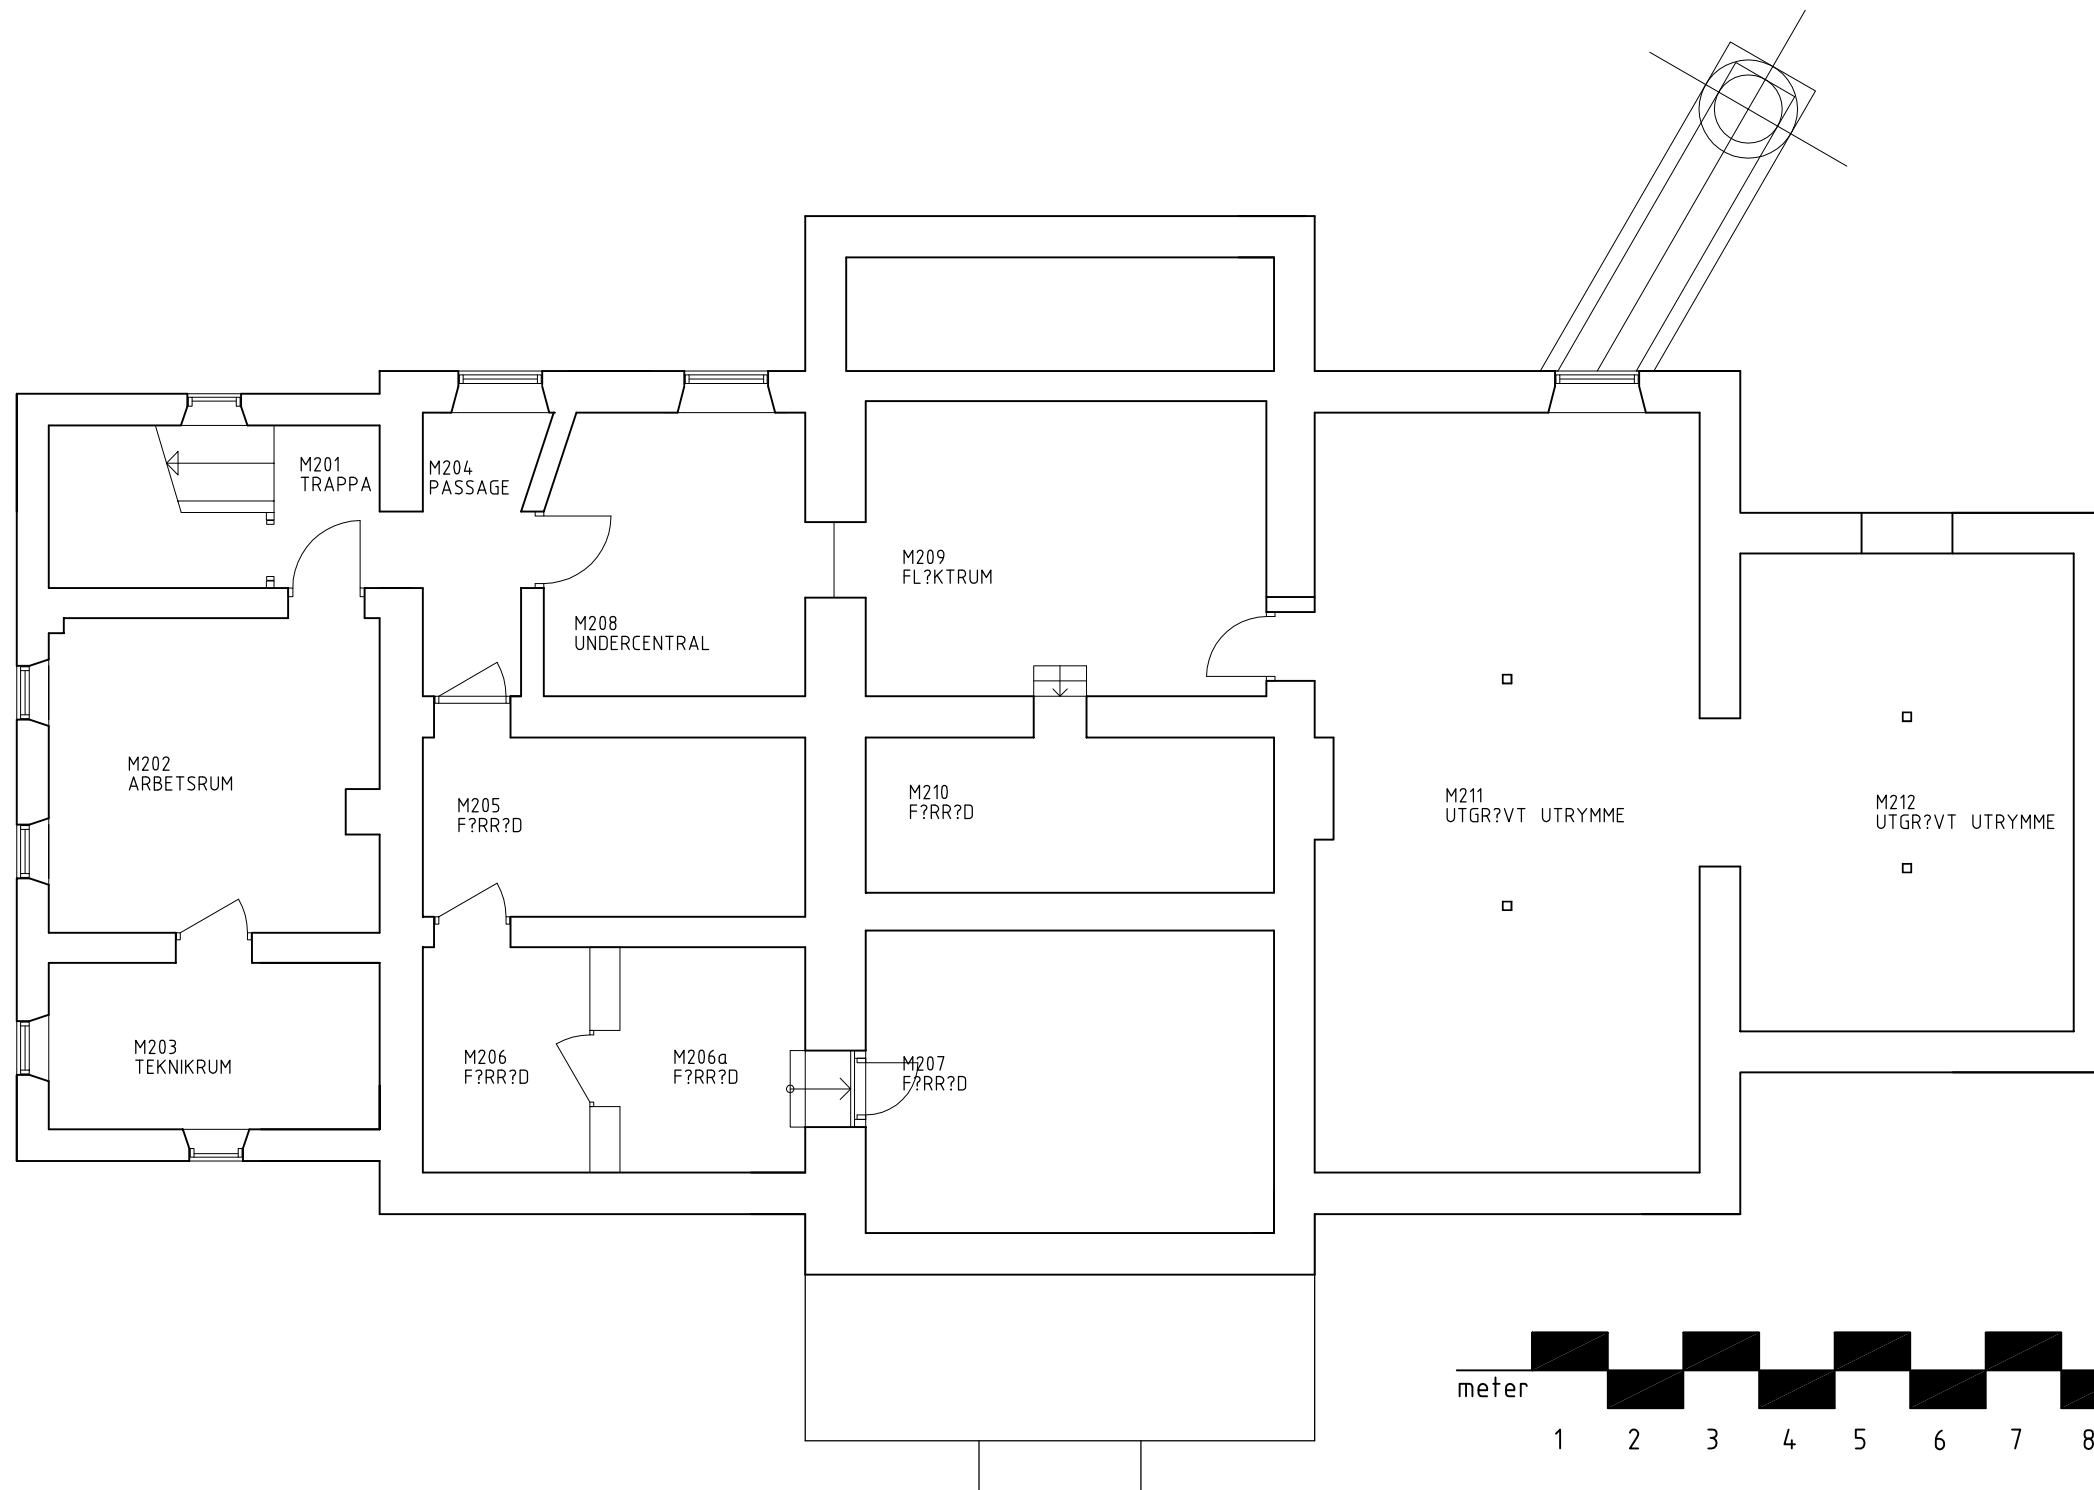 M201
TRAPPA
M204
PASSAGE
M209
FL?KTRUM
M208
UNDERCENTRAL
M202
ARBETSRUM
M205
F?RR?D
M210
F?RR?D
M211
UTGR?VT UTRYMME
M212
UTGR?VT UTRYMME
M203
TEKNIKRUM
M206
F?RR?D
M206a
F?RR?D
M207
F?RR?D
meter
1 2 3 4 5 6 7 8